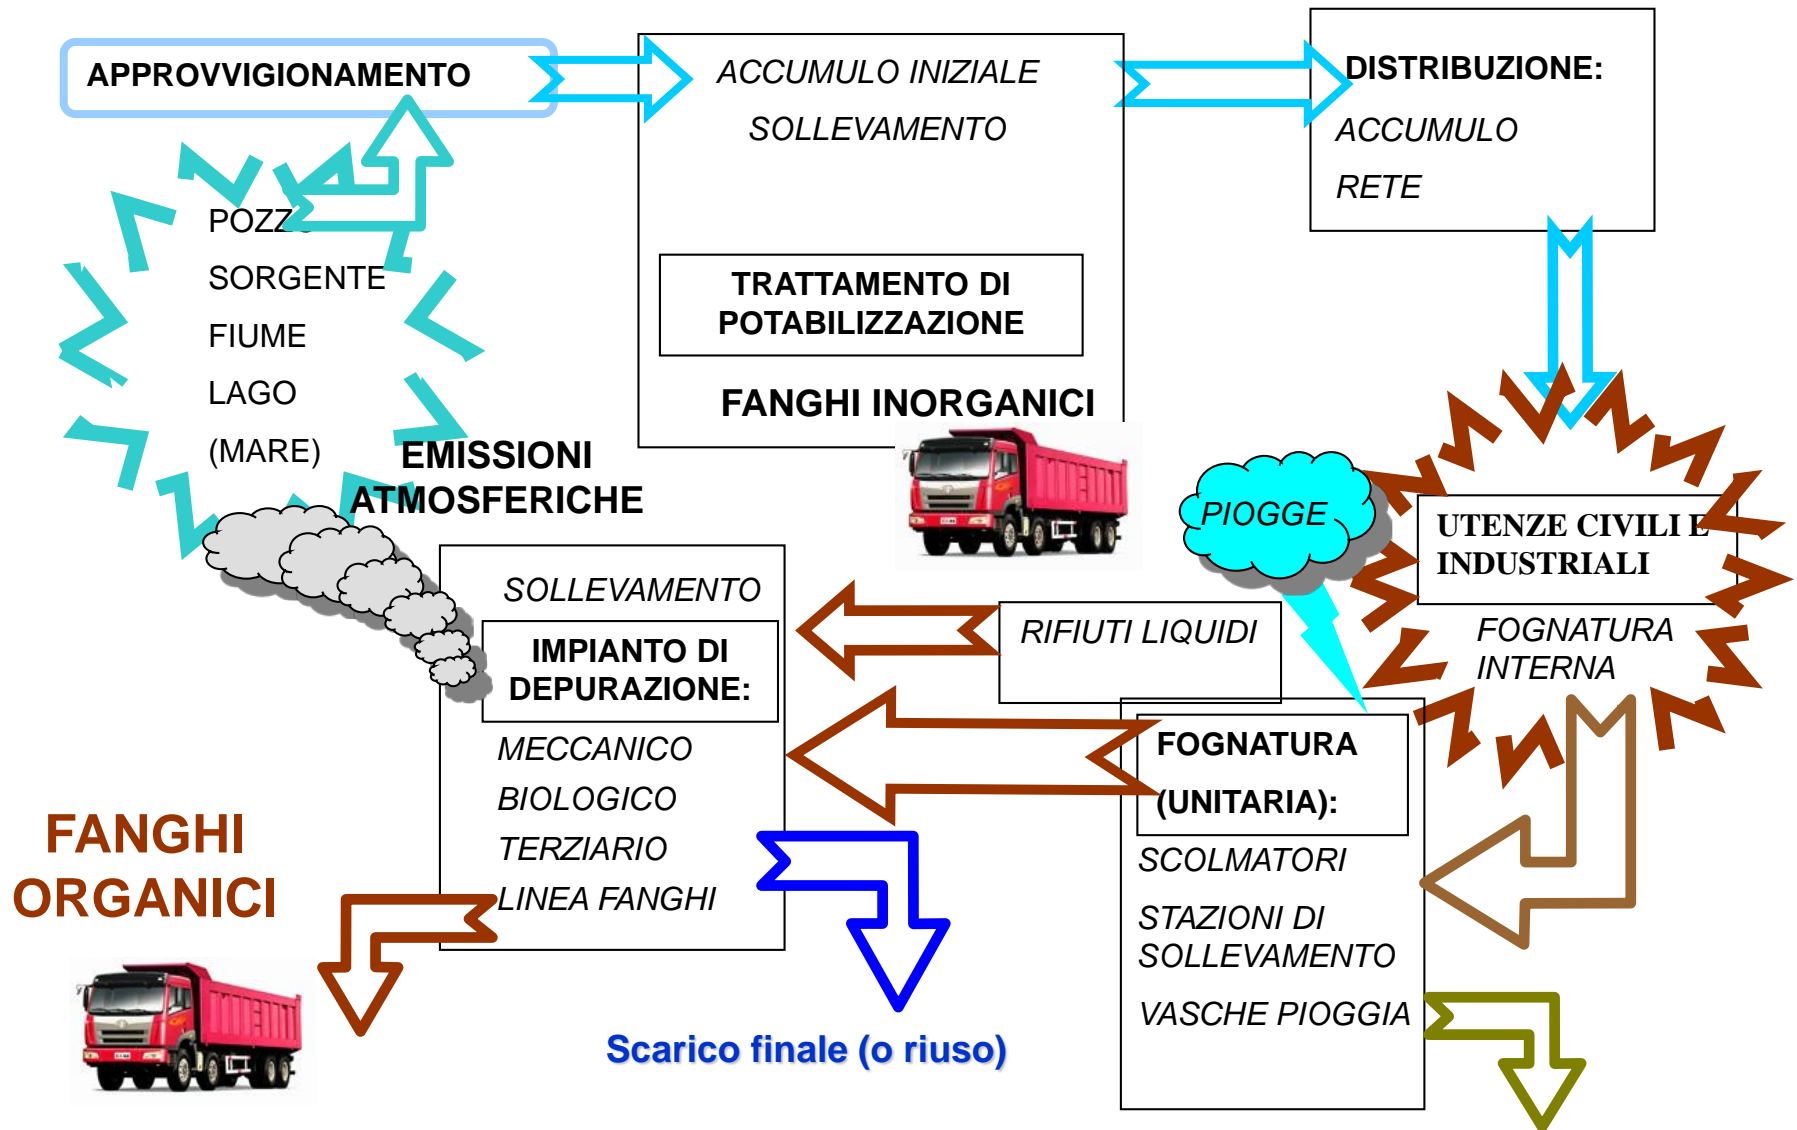 APPROVVIGIONAMENTO
POZZO
SORGENTE
FIUME
LAGO
(MARE)
ACCUMULO INIZIALE
SOLLEVAMENTO
TRATTAMENTO DI
POTABILIZZAZIONE
FANGHI INORGANICI
DISTRIBUZIONE:
ACCUMULO
RETE
UTENZE CIVILI E
INDUSTRIALI
FOGNATURA
INTERNA
PIOGGE
RIFIUTI LIQUIDI
FOGNATURA
(UNITARIA):
SCOLMATORI
STAZIONI DI
SOLLEVAMENTO
VASCHE PIOGGIA
EMISSIONI
ATMOSFERICHE
SOLLEVAMENTO
IMPIANTO DI
DEPURAZIONE:
MECCANICO
BIOLOGICO
TERZIARIO
LINEA FANGHI
FANGHI
ORGANICI
Scarico finale (o riuso)